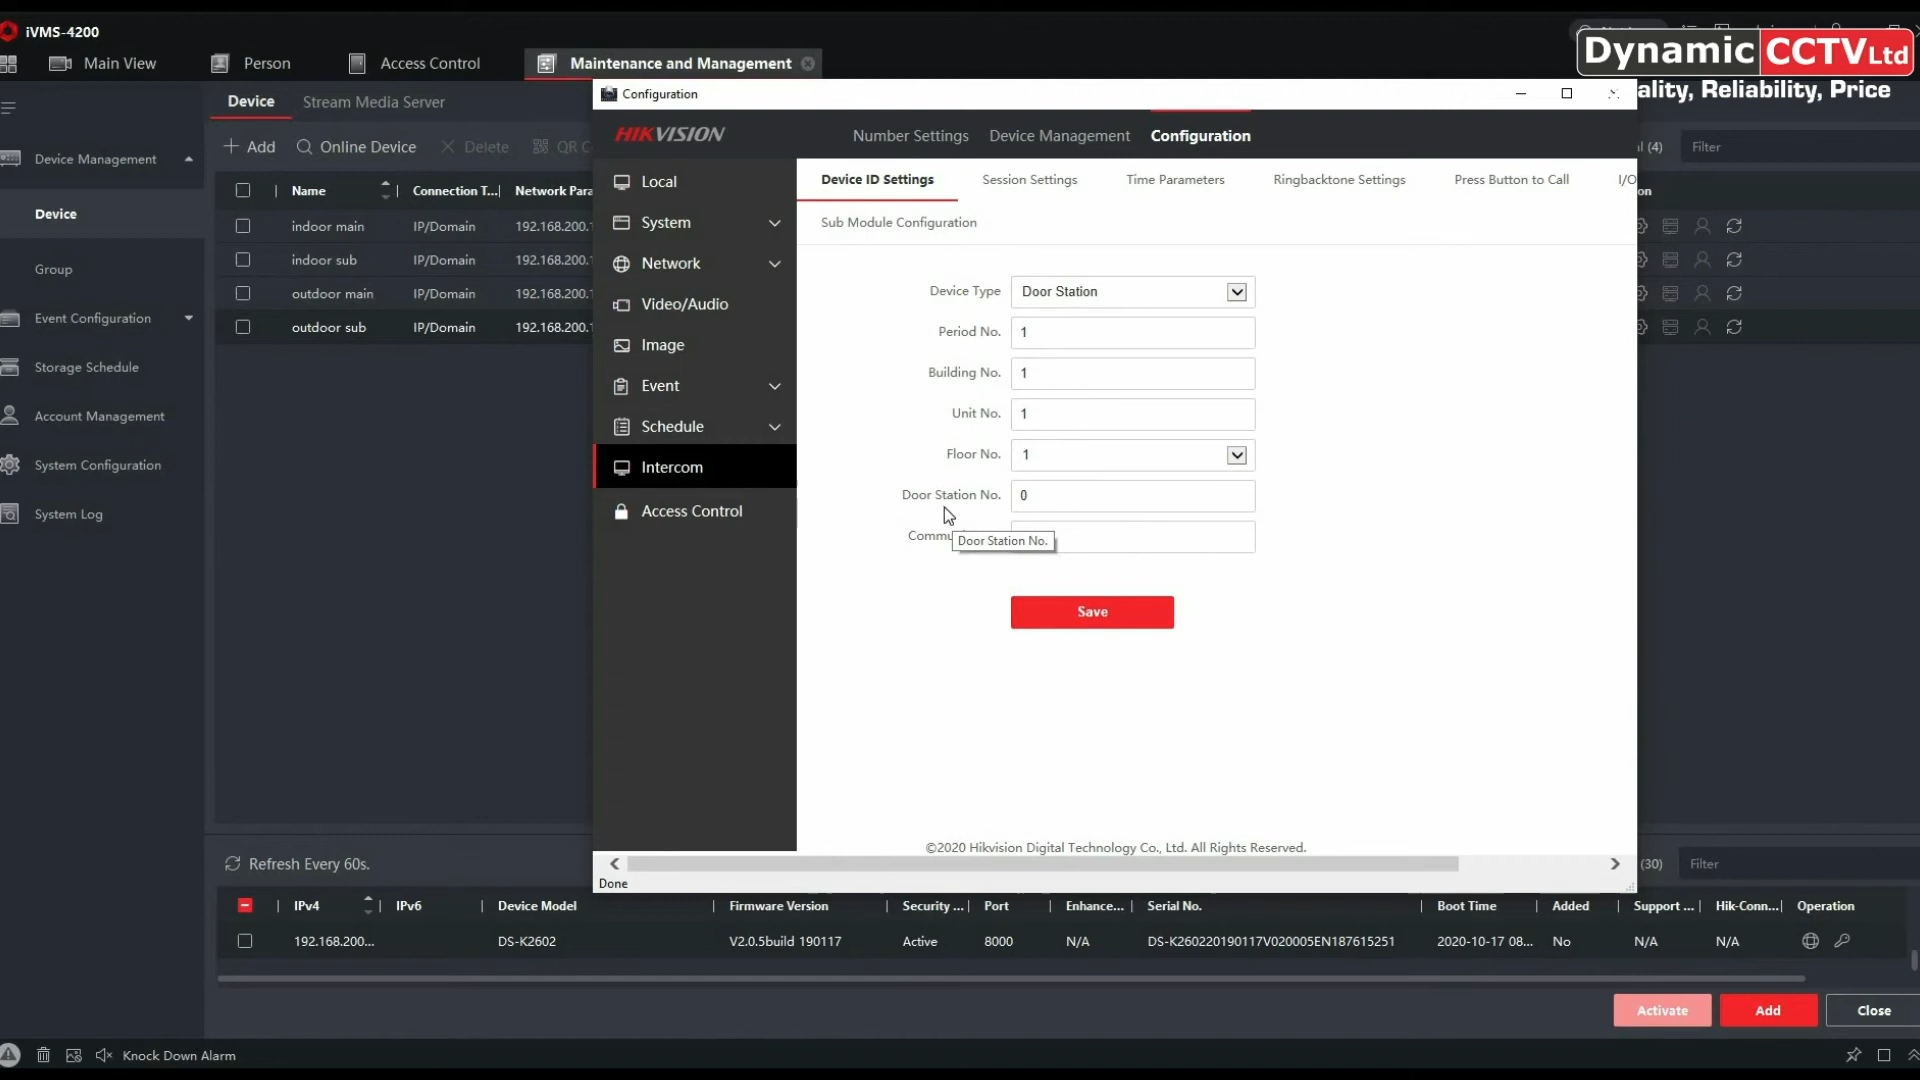 iVMS-4200
Dynamic CCTV Ltd
ality, Reliability, Price
Main View
Person
Access Control
Maintenance and Management
Device
Stream Media Server
Add
Online Device
Delete
QR C
(4)
Filter
Name
Connection T...
Network Para
indoor main
IP/Domain
192.168.200.1
indoor sub
IP/Domain
192.168.200.1
outdoor main
IP/Domain
192.168.200.1
outdoor sub
IP/Domain
192.168.200.1
Device Management
Device
Group
Event Configuration
Storage Schedule
Account Management
System Configuration
System Log
Configuration
HIKVISION
Number Settings
Device Management
Configuration
Local
System
Network
Video/Audio
Image
Event
Schedule
Intercom
Access Control
Device ID Settings
Session Settings
Time Parameters
Ringbacktone Settings
Press Button to Call
I/O
Sub Module Configuration
Device Type
Door Station
Period No.
1
Building No.
1
Unit No.
1
Floor No.
1
Door Station No.
0
Commu
Door Station No.
Save
©2020 Hikvision Digital Technology Co., Ltd. All Rights Reserved.
Done
Refresh Every 60s.
(30)
Filter
IPv4
IPv6
Device Model
Firmware Version
Security ...
Port
Enhance...
Serial No.
Boot Time
Added
Support ...
Hik-Conn...
Operation
192.168.200...
DS-K2602
V2.0.5build 190117
Active
8000
N/A
DS-K260220190117V020005EN187615251
2020-10-17 08...
No
N/A
N/A
Activate
Add
Close
Knock Down Alarm